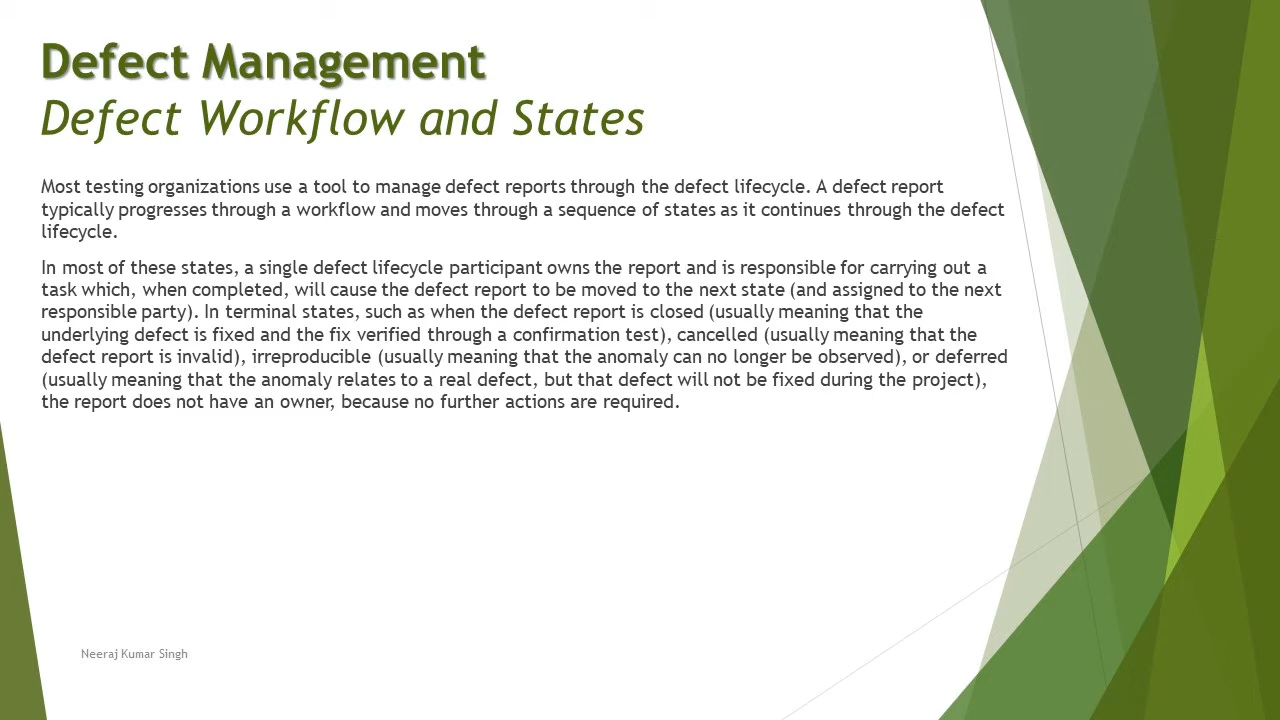 Defect Management
Defect Workflow and States
Most testing organizations use a tool to manage defect reports through the defect lifecycle. A defect report
typically progresses through a workflow and moves through a sequence of states as it continues through the defect
lifecycle.
In most of these states, a single defect lifecycle participant owns the report and is responsible for carrying out a
task which, when completed, will cause the defect report to be moved to the next state (and assigned to the next
responsible party). In terminal states, such as when the defect report is closed (usually meaning that the
underlying defect is fixed and the fix verified through a confirmation test), cancelled (usually meaning that the
defect report is invalid), irreproducible (usually meaning that the anomaly can no longer be observed), or deferred
(usually meaning that the anomaly relates to a real defect, but that defect will not be fixed during the project),
the report does not have an owner, because no further actions are required.
Neeraj Kumar Singh